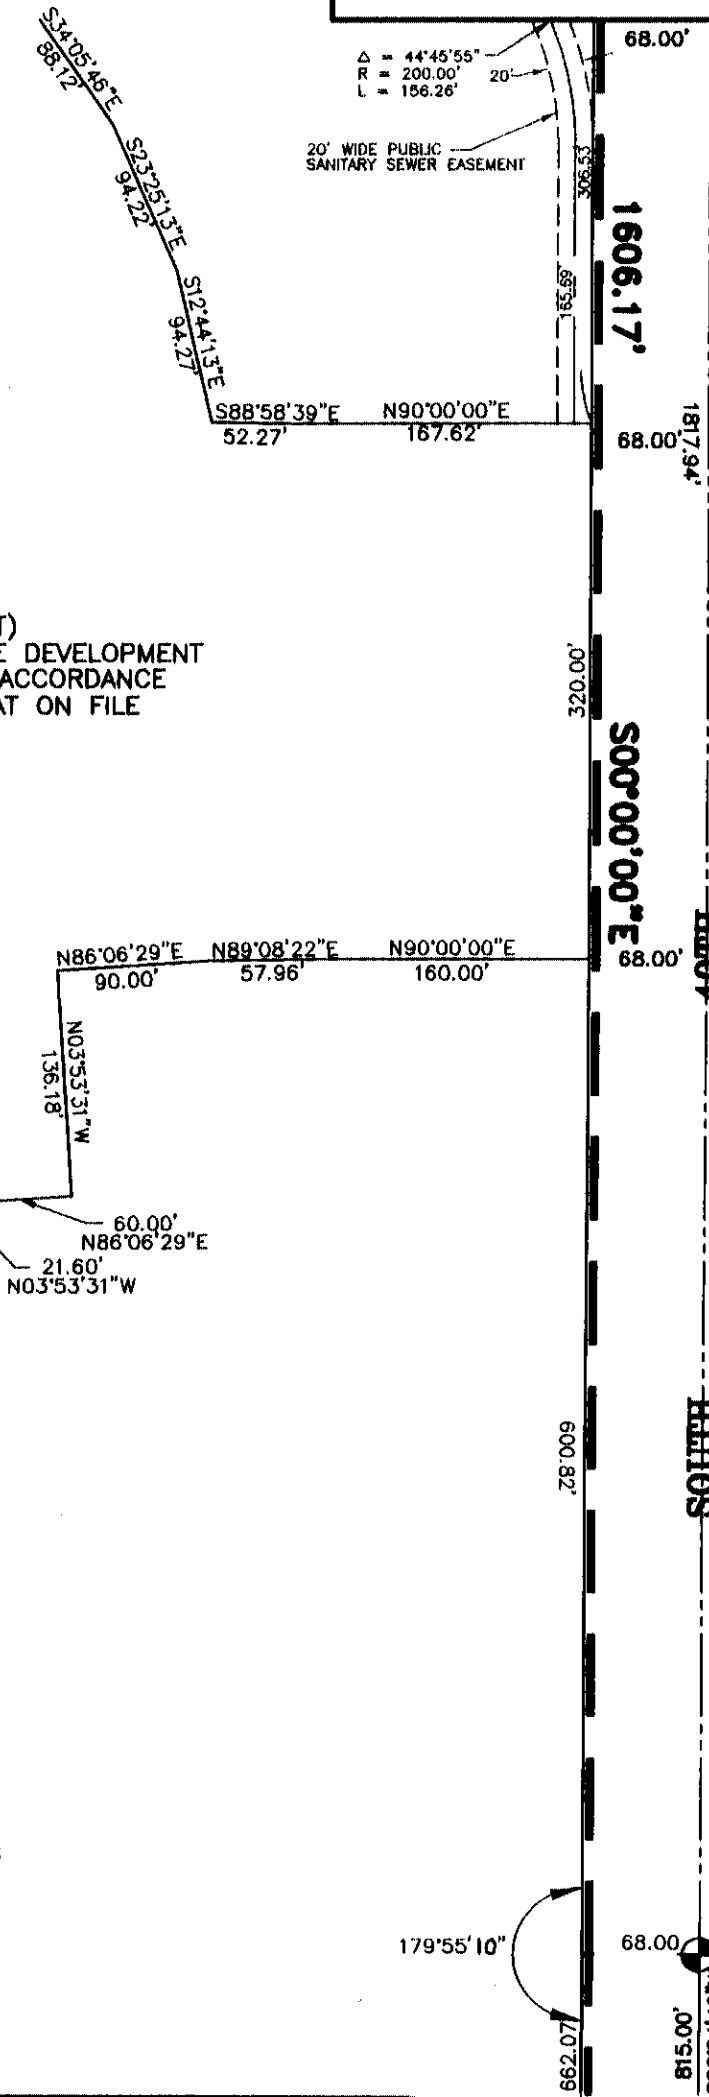 S34°05'46"E
88.12'
Δ = 44°45'55"
R = 200.00'
L = 156.26'
20'
68.00'
20' WIDE PUBLIC
SANITARY SEWER EASEMENT
306.53
S23°25'13"E
94.22'
1606.17'
S12°44'13"E
94.27'
165.69'
S88°58'39"E
52.27'
N90°00'00"E
167.62'
68.00'
1817.94'
T)
E DEVELOPMENT
ACCORDANCE
AT ON FILE
320.00'
S00°00'00"E
N86°06'29"E
90.00'
N89°08'22"E
57.96'
N90°00'00"E
160.00'
68.00'
N03°53'31"W
136.18'
60.00'
N86°06'29"E
21.60'
N03°53'31"W
600.82'
SOUTH
179°55'10"
68.00
662.07'
815.00'